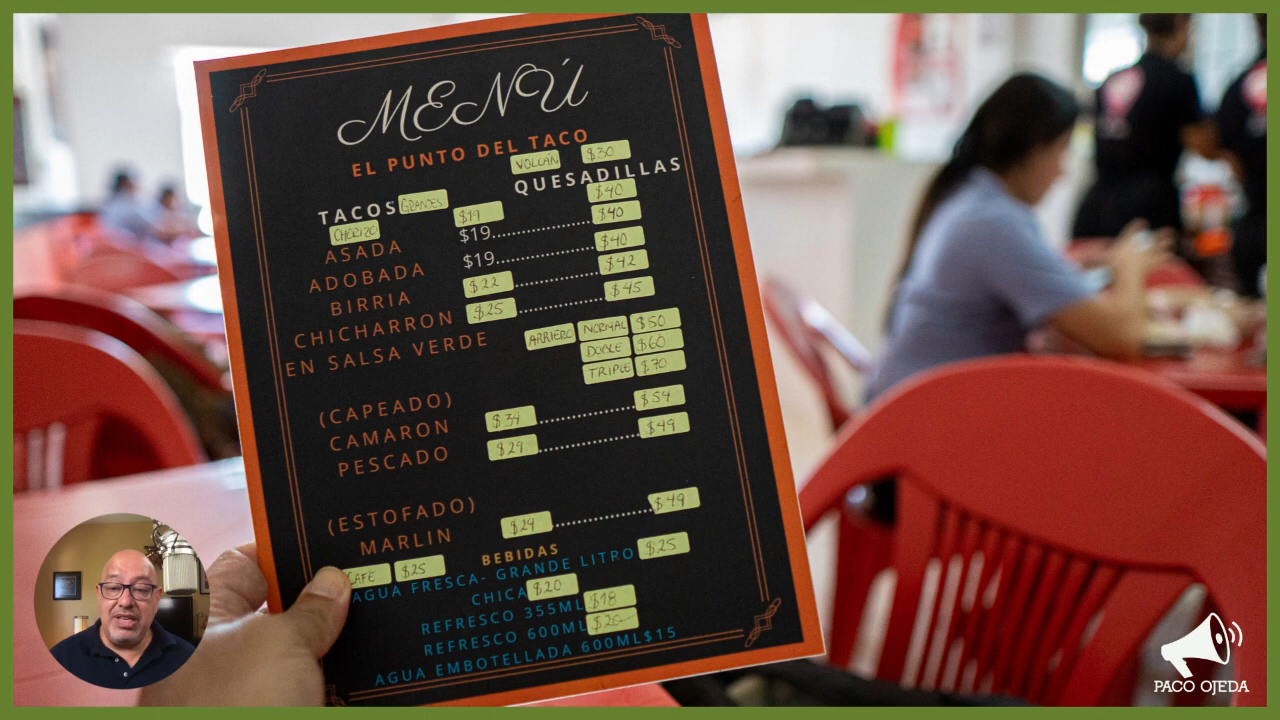 MENÚ
EL PUNTO DEL TACO
VOLCAN $30
TACOS GRANDES QUESADILLAS
CHORIZO $19 $40
ASADA $19 $40
ADOBADA $19 $40
BIRRIA $22 $42
CHICHARRON $25 $45
EN SALSA VERDE
ARRIERO NORMAL $50
DOBLE $60
TRIPLE $70
(CAPEADO)
CAMARON $34 $54
PESCADO $29 $49
(ESTOFADO)
MARLIN $29 $49
BEBIDAS
CAFE $25
AGUA FRESCA- GRANDE LITRO $25
CHICA $20
REFRESCO 355ML $18
REFRESCO 600ML $20
AGUA EMBOTELLADA 600ML $15
PACO OJEDA